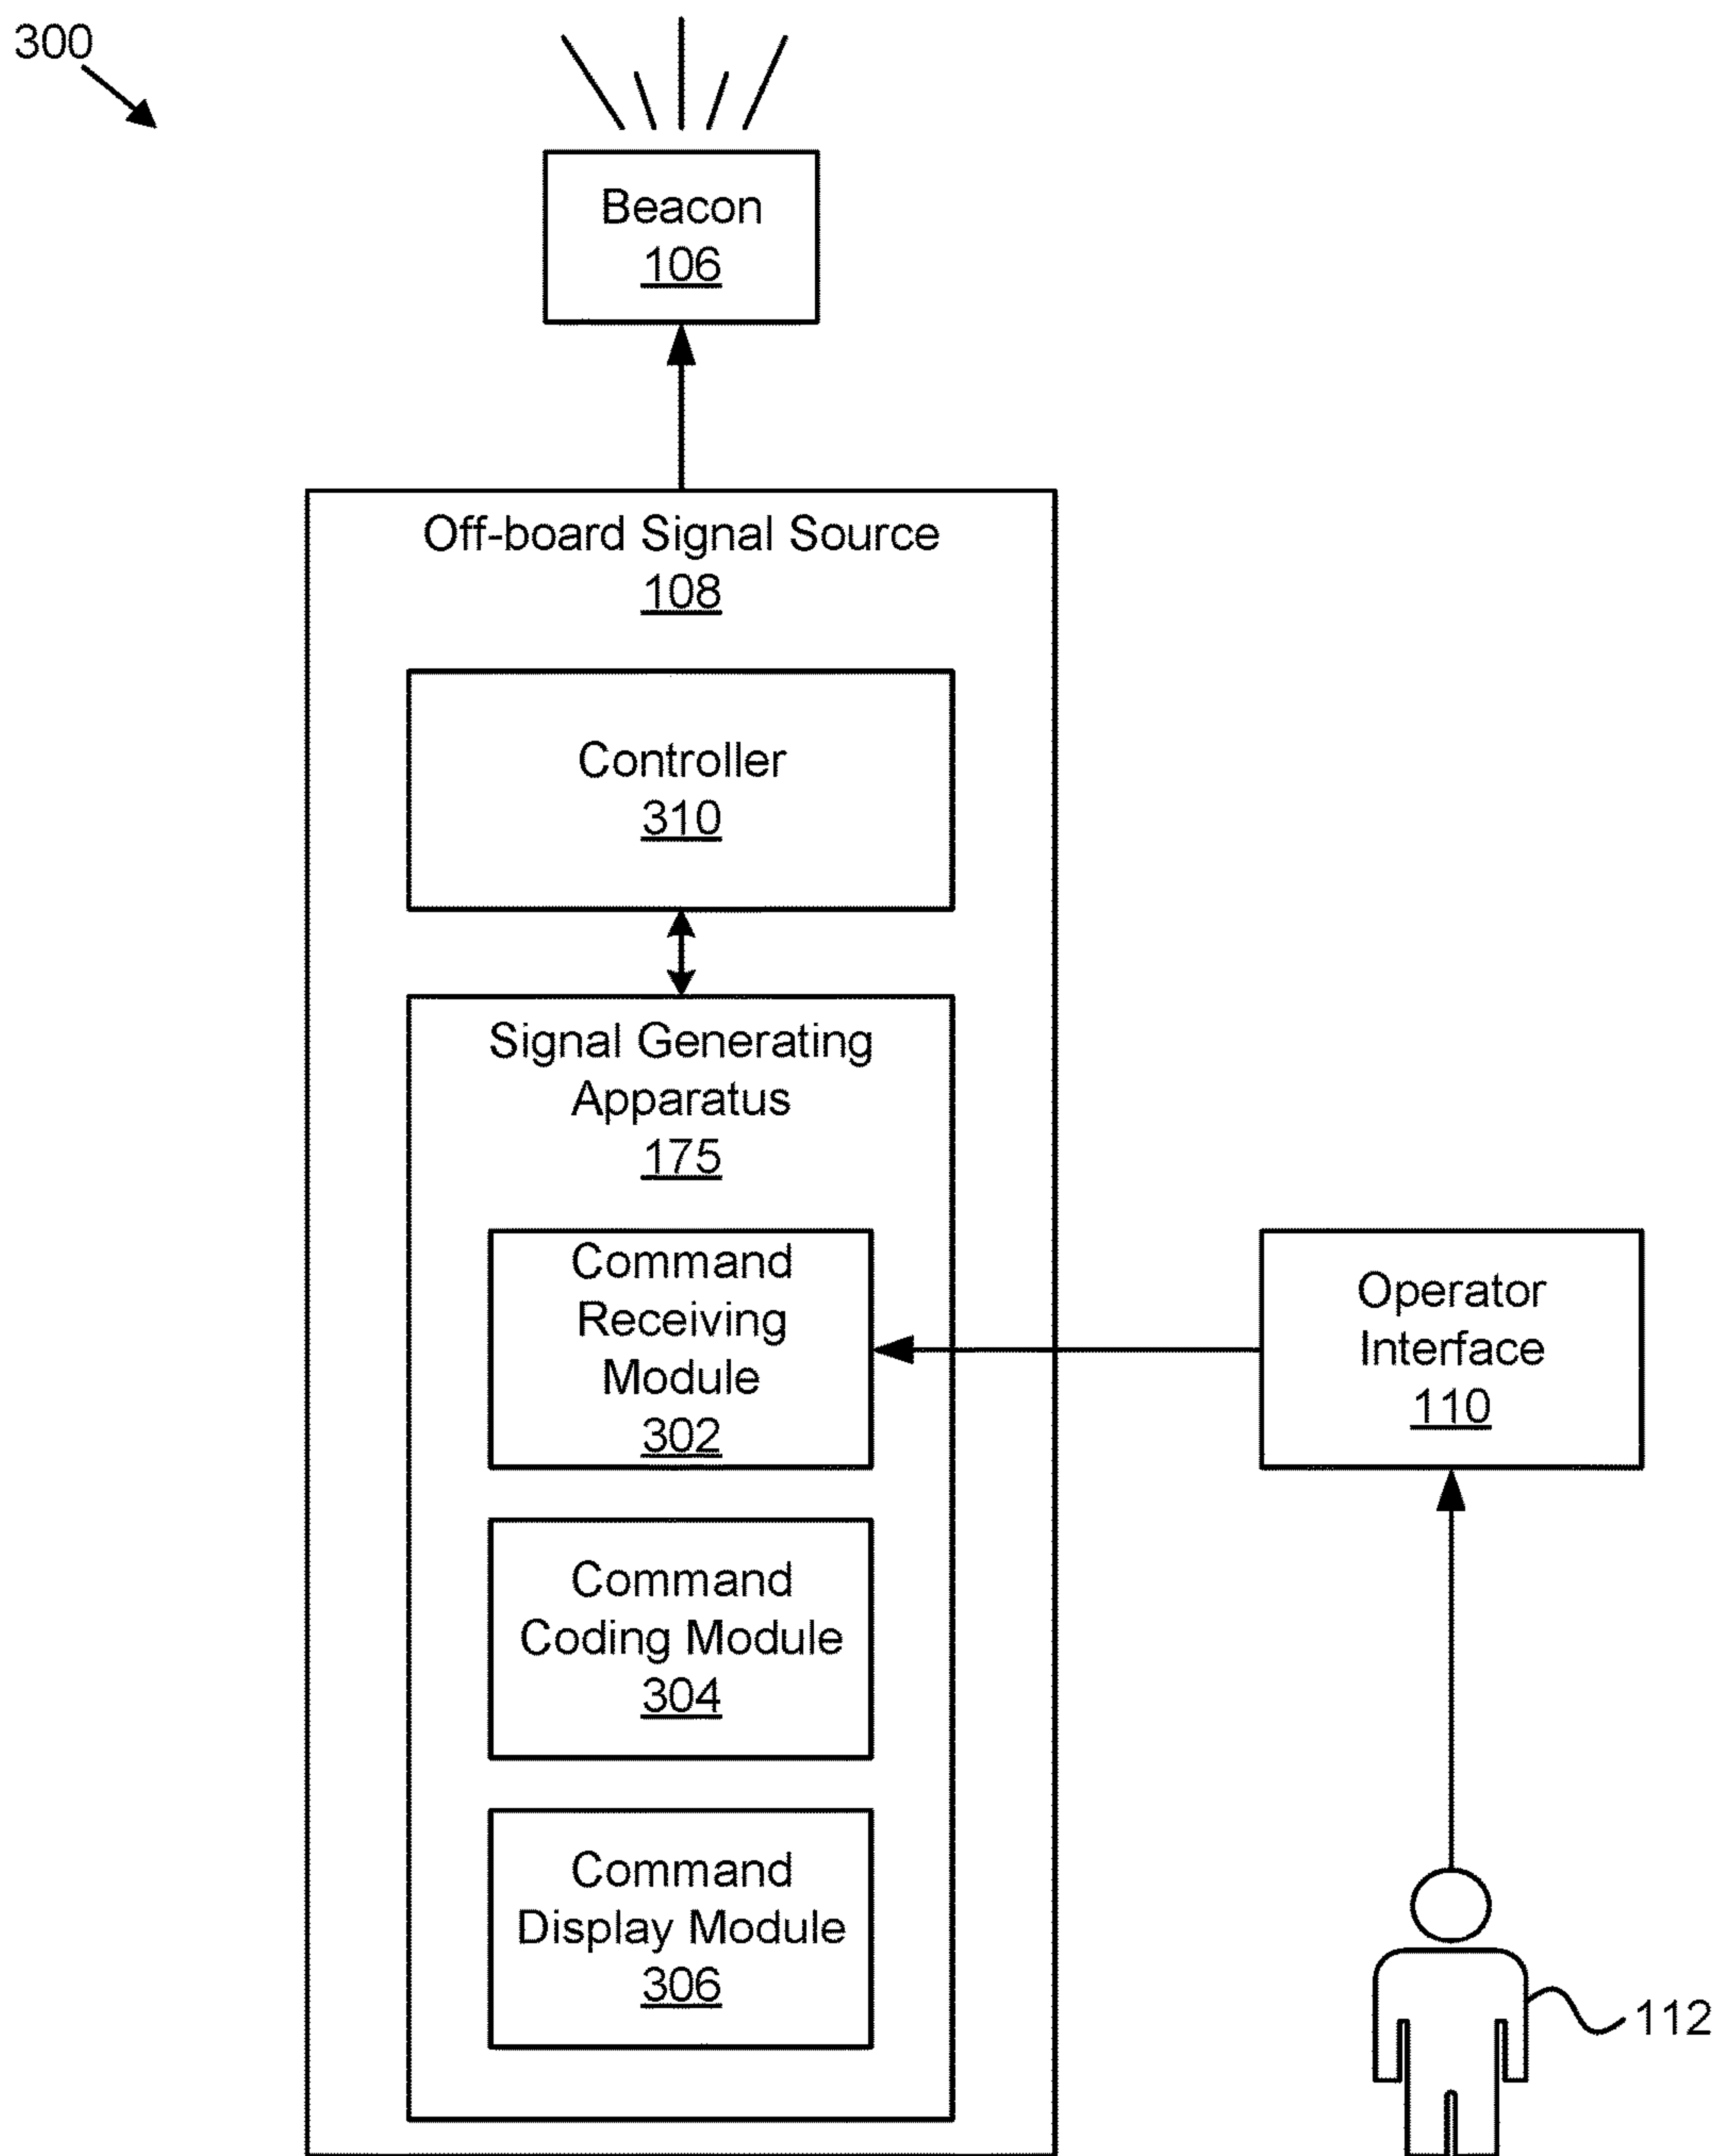 300
Beacon
106
Off-board Signal Source
108
Controller
310
Signal Generating
Apparatus
175
Command
Receiving
Module
302
Operator
Interface
110
Command
Coding Module
304
Command
Display Module
306
112